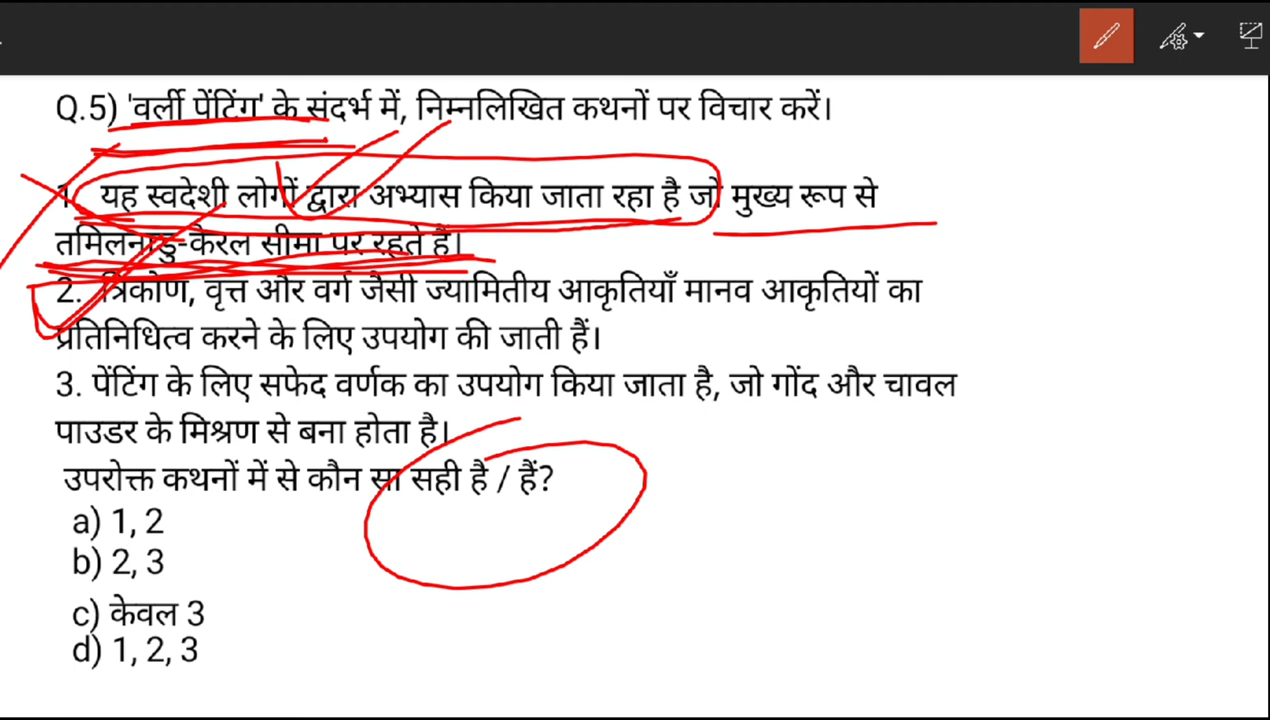 Q.5) 'वर्ली पेंटिंग' के संदर्भ में, निम्नलिखित कथनों पर विचार करें।
1. यह स्वदेशी लोगों द्वारा अभ्यास किया जाता रहा है जो मुख्य रूप से
तमिलनाडु-केरल सीमा पर रहते हैं।
2. त्रिकोण, वृत्त और वर्ग जैसी ज्यामितीय आकृतियाँ मानव आकृतियों का
प्रतिनिधित्व करने के लिए उपयोग की जाती हैं।
3. पेंटिंग के लिए सफेद वर्णक का उपयोग किया जाता है, जो गोंद और चावल
पाउडर के मिश्रण से बना होता है।
उपरोक्त कथनों में से कौन सा सही है / हैं?
a) 1, 2
b) 2, 3
c) केवल 3
d) 1, 2, 3